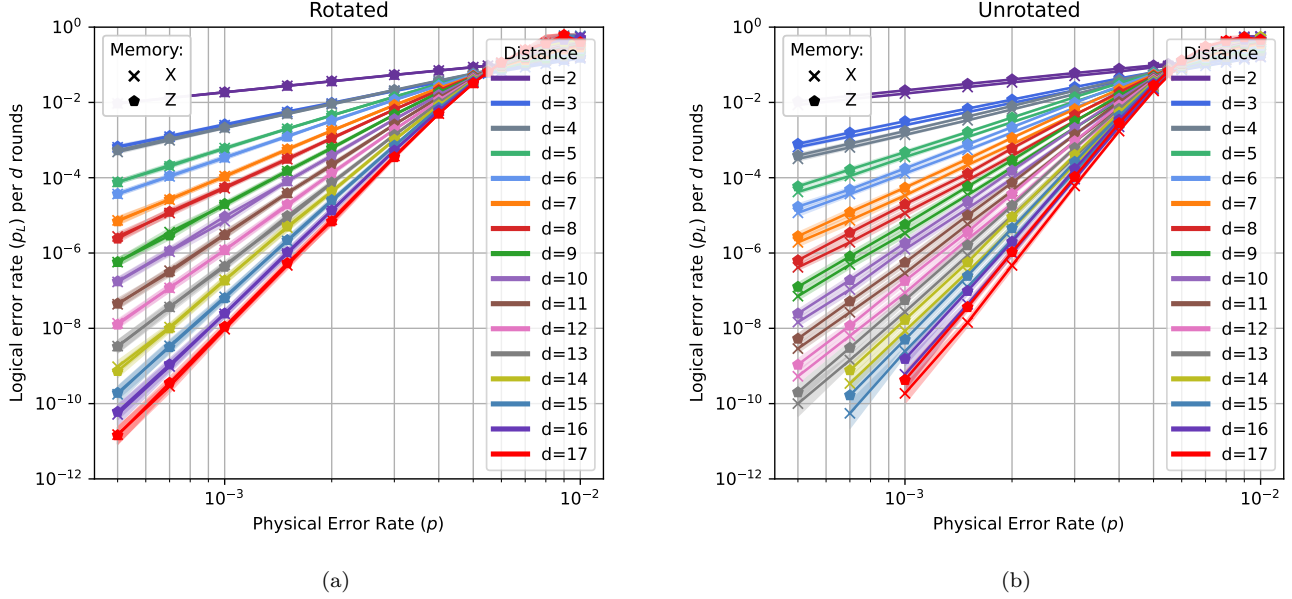 Rotated
Logical error rate (p_L) per d rounds
10^0
10^−2
10^−4
10^−6
10^−8
10^−10
10^−12
Memory:
X
Z
Distance
d=2
d=3
d=4
d=5
d=6
d=7
d=8
d=9
d=10
d=11
d=12
d=13
d=14
d=15
d=16
d=17
10^−3
10^−2
Physical Error Rate (p)
(a)
Unrotated
Logical error rate (p_L) per d rounds
10^0
10^−2
10^−4
10^−6
10^−8
10^−10
10^−12
Memory:
X
Z
Distance
d=2
d=3
d=4
d=5
d=6
d=7
d=8
d=9
d=10
d=11
d=12
d=13
d=14
d=15
d=16
d=17
10^−3
10^−2
Physical Error Rate (p)
(b)